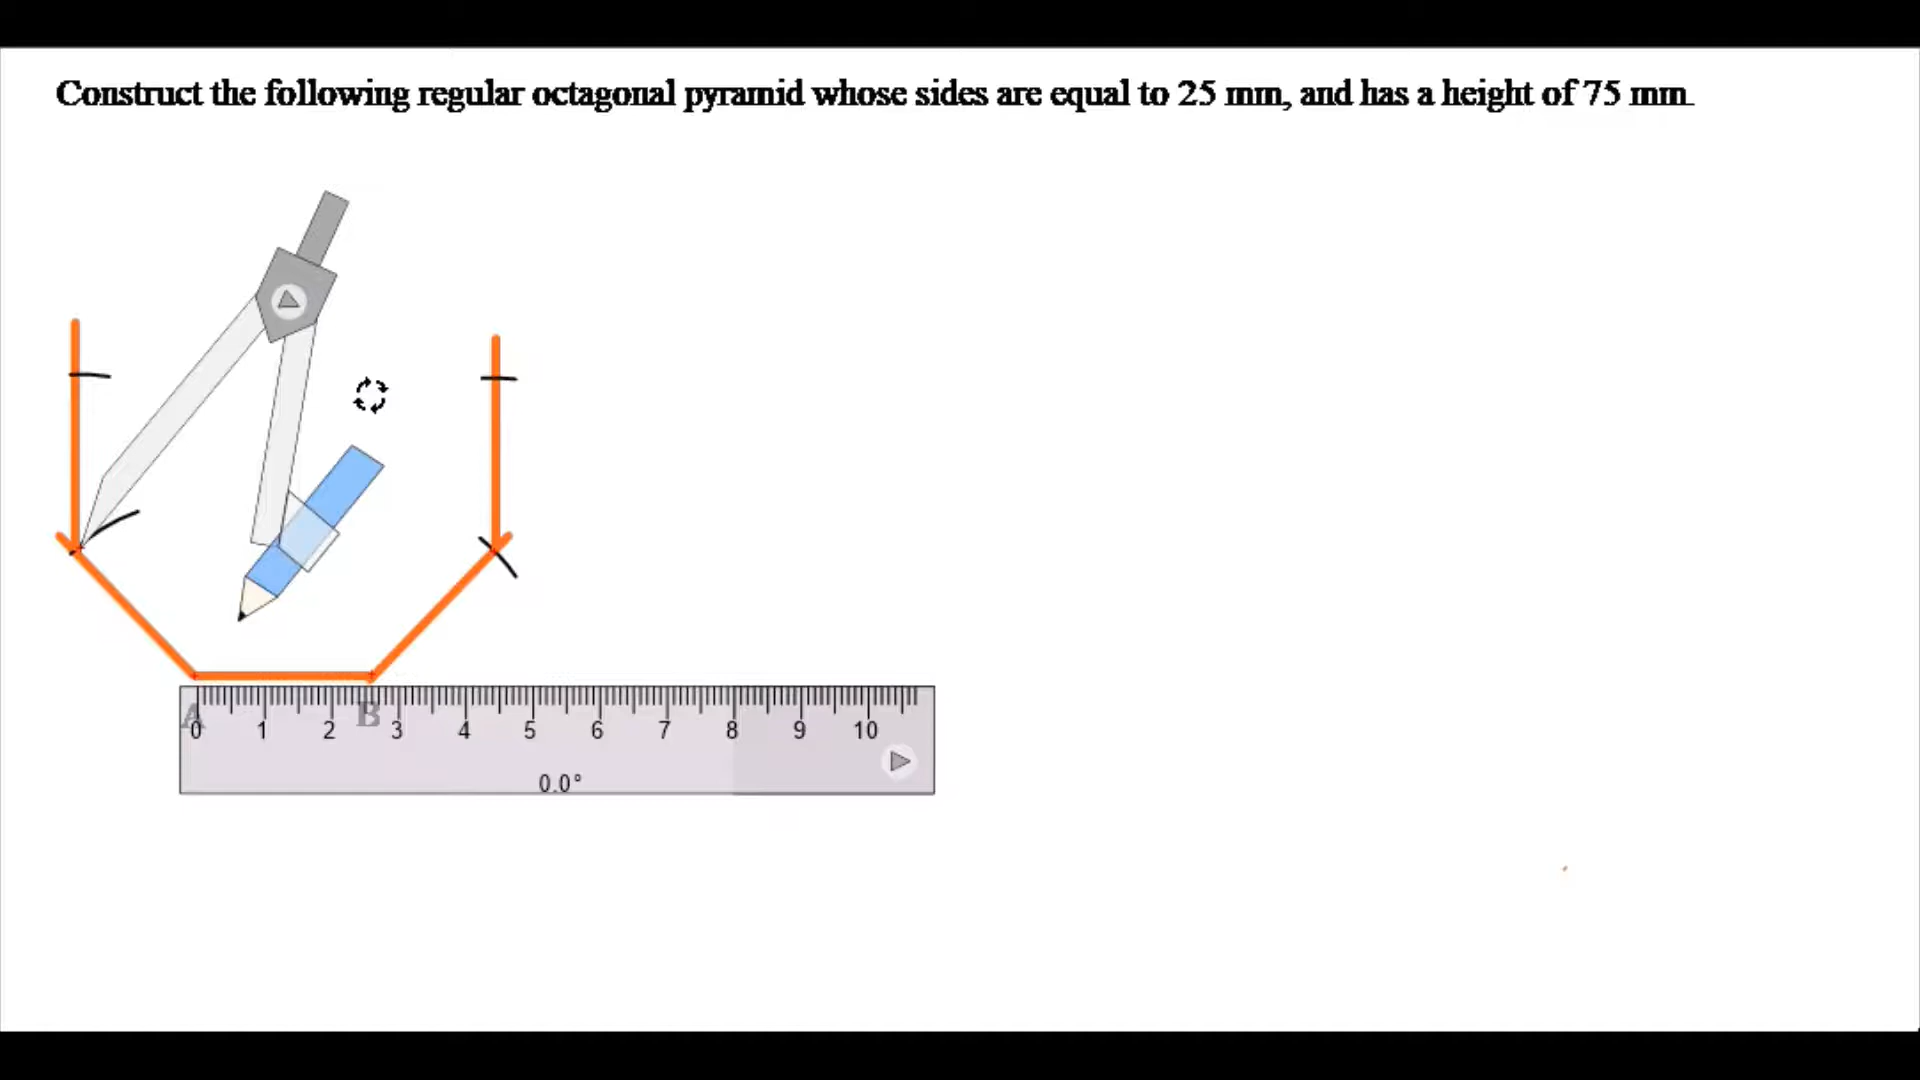 Construct the following regular octagonal pyramid whose sides are equal to 25 mm, and has a height of 75 mm.
A B
0 1 2 3 4 5 6 7 8 9 10
0.0°